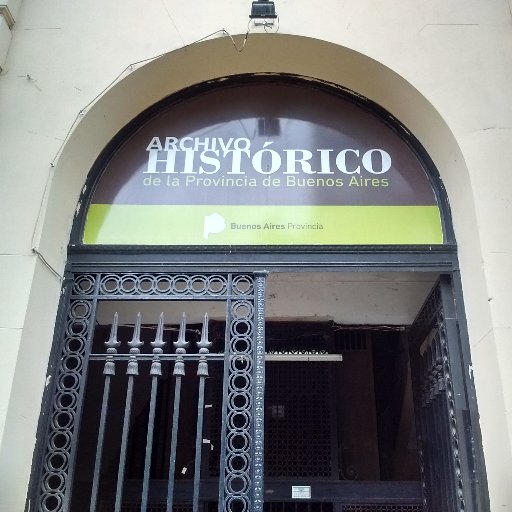 ARCHIVO
HISTÓRICO
de la Provincia de Buenos Aires
Buenos Aires Provincia